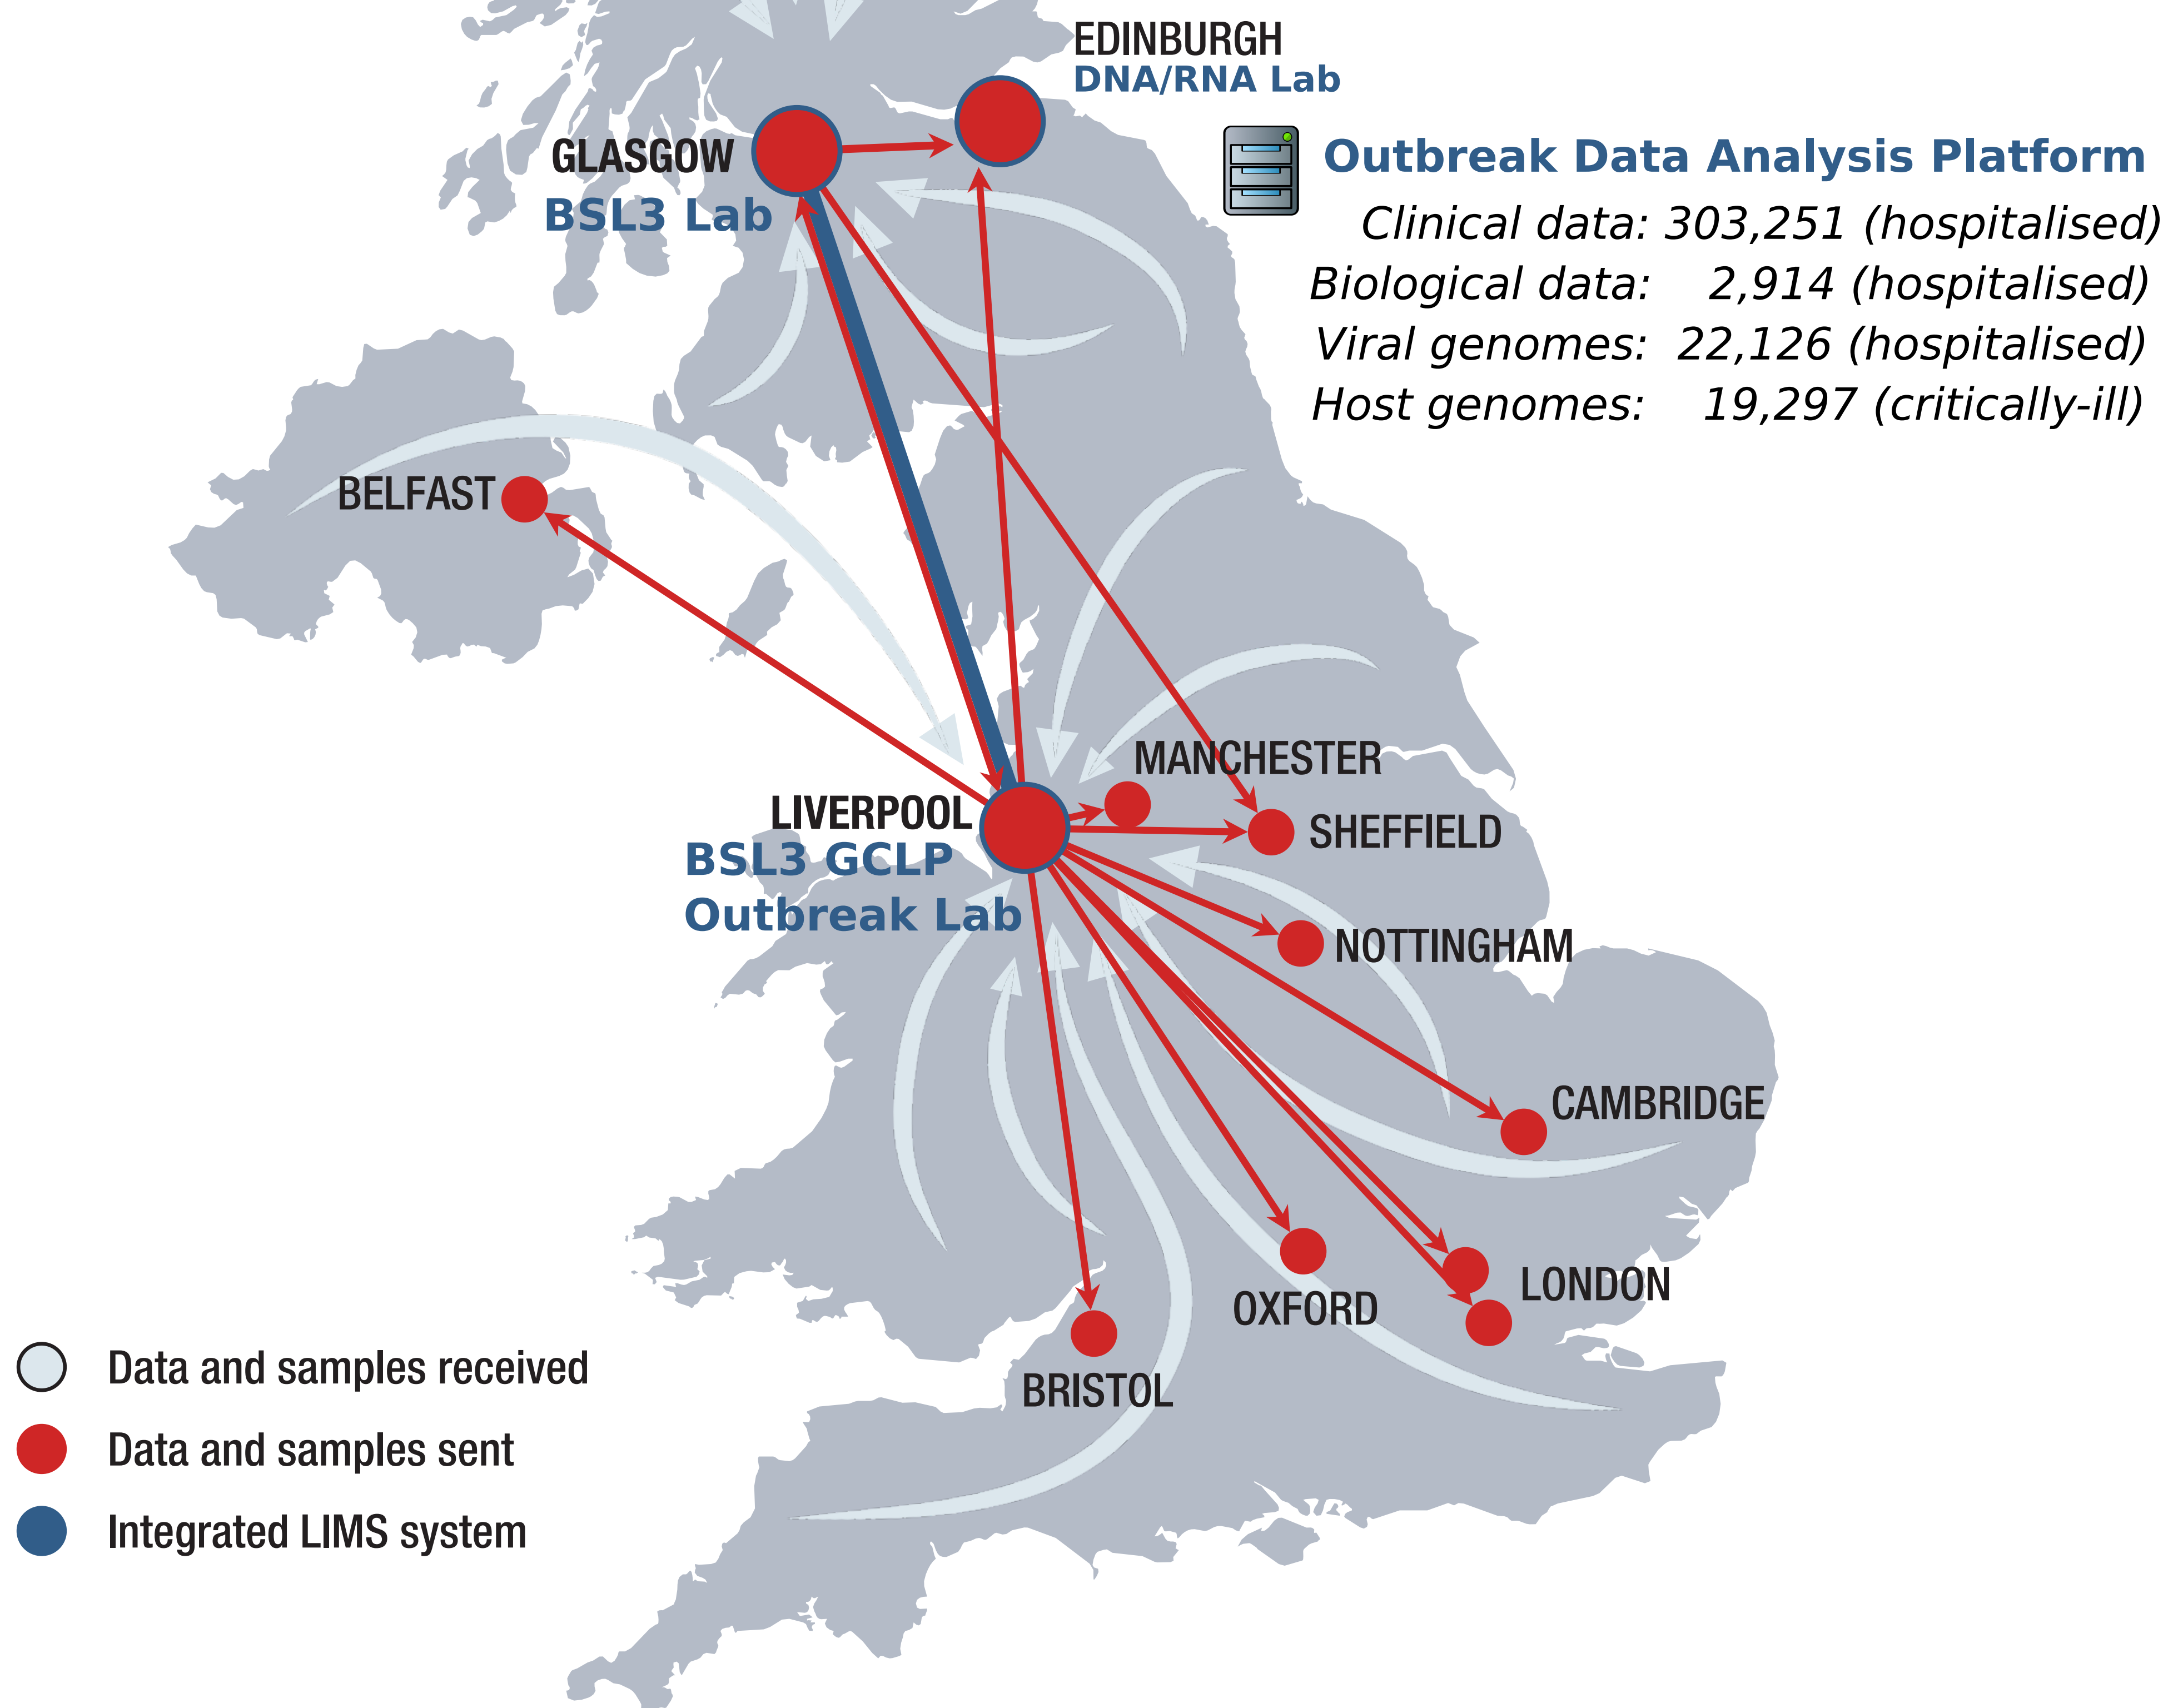 EDINBURGH
DNA/RNA Lab
GLASGOW
BSL3 Lab
Outbreak Data Analysis Platform
Clinical data: 303,251 (hospitalised)
Biological data: 2,914 (hospitalised)
Viral genomes: 22,126 (hospitalised)
Host genomes: 19,297 (critically-ill)
BELFAST
MANCHESTER
LIVERPOOL
BSL3 GCLP
Outbreak Lab
SHEFFIELD
NOTTINGHAM
CAMBRIDGE
LONDON
OXFORD
BRISTOL
Data and samples received
Data and samples sent
Integrated LIMS system